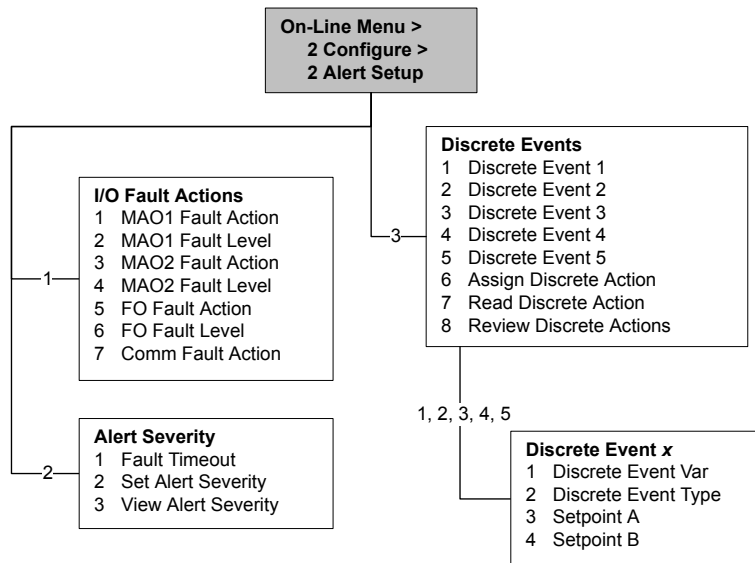 On-Line Menu >
2 Configure >
2 Alert Setup
1
I/O Fault Actions
1 MAO1 Fault Action
2 MAO1 Fault Level
3 MAO2 Fault Action
4 MAO2 Fault Level
5 FO Fault Action
6 FO Fault Level
7 Comm Fault Action
2
Alert Severity
1 Fault Timeout
2 Set Alert Severity
3 View Alert Severity
3
Discrete Events
1 Discrete Event 1
2 Discrete Event 2
3 Discrete Event 3
4 Discrete Event 4
5 Discrete Event 5
6 Assign Discrete Action
7 Read Discrete Action
8 Review Discrete Actions
1, 2, 3, 4, 5
Discrete Event x
1 Discrete Event Var
2 Discrete Event Type
3 Setpoint A
4 Setpoint B